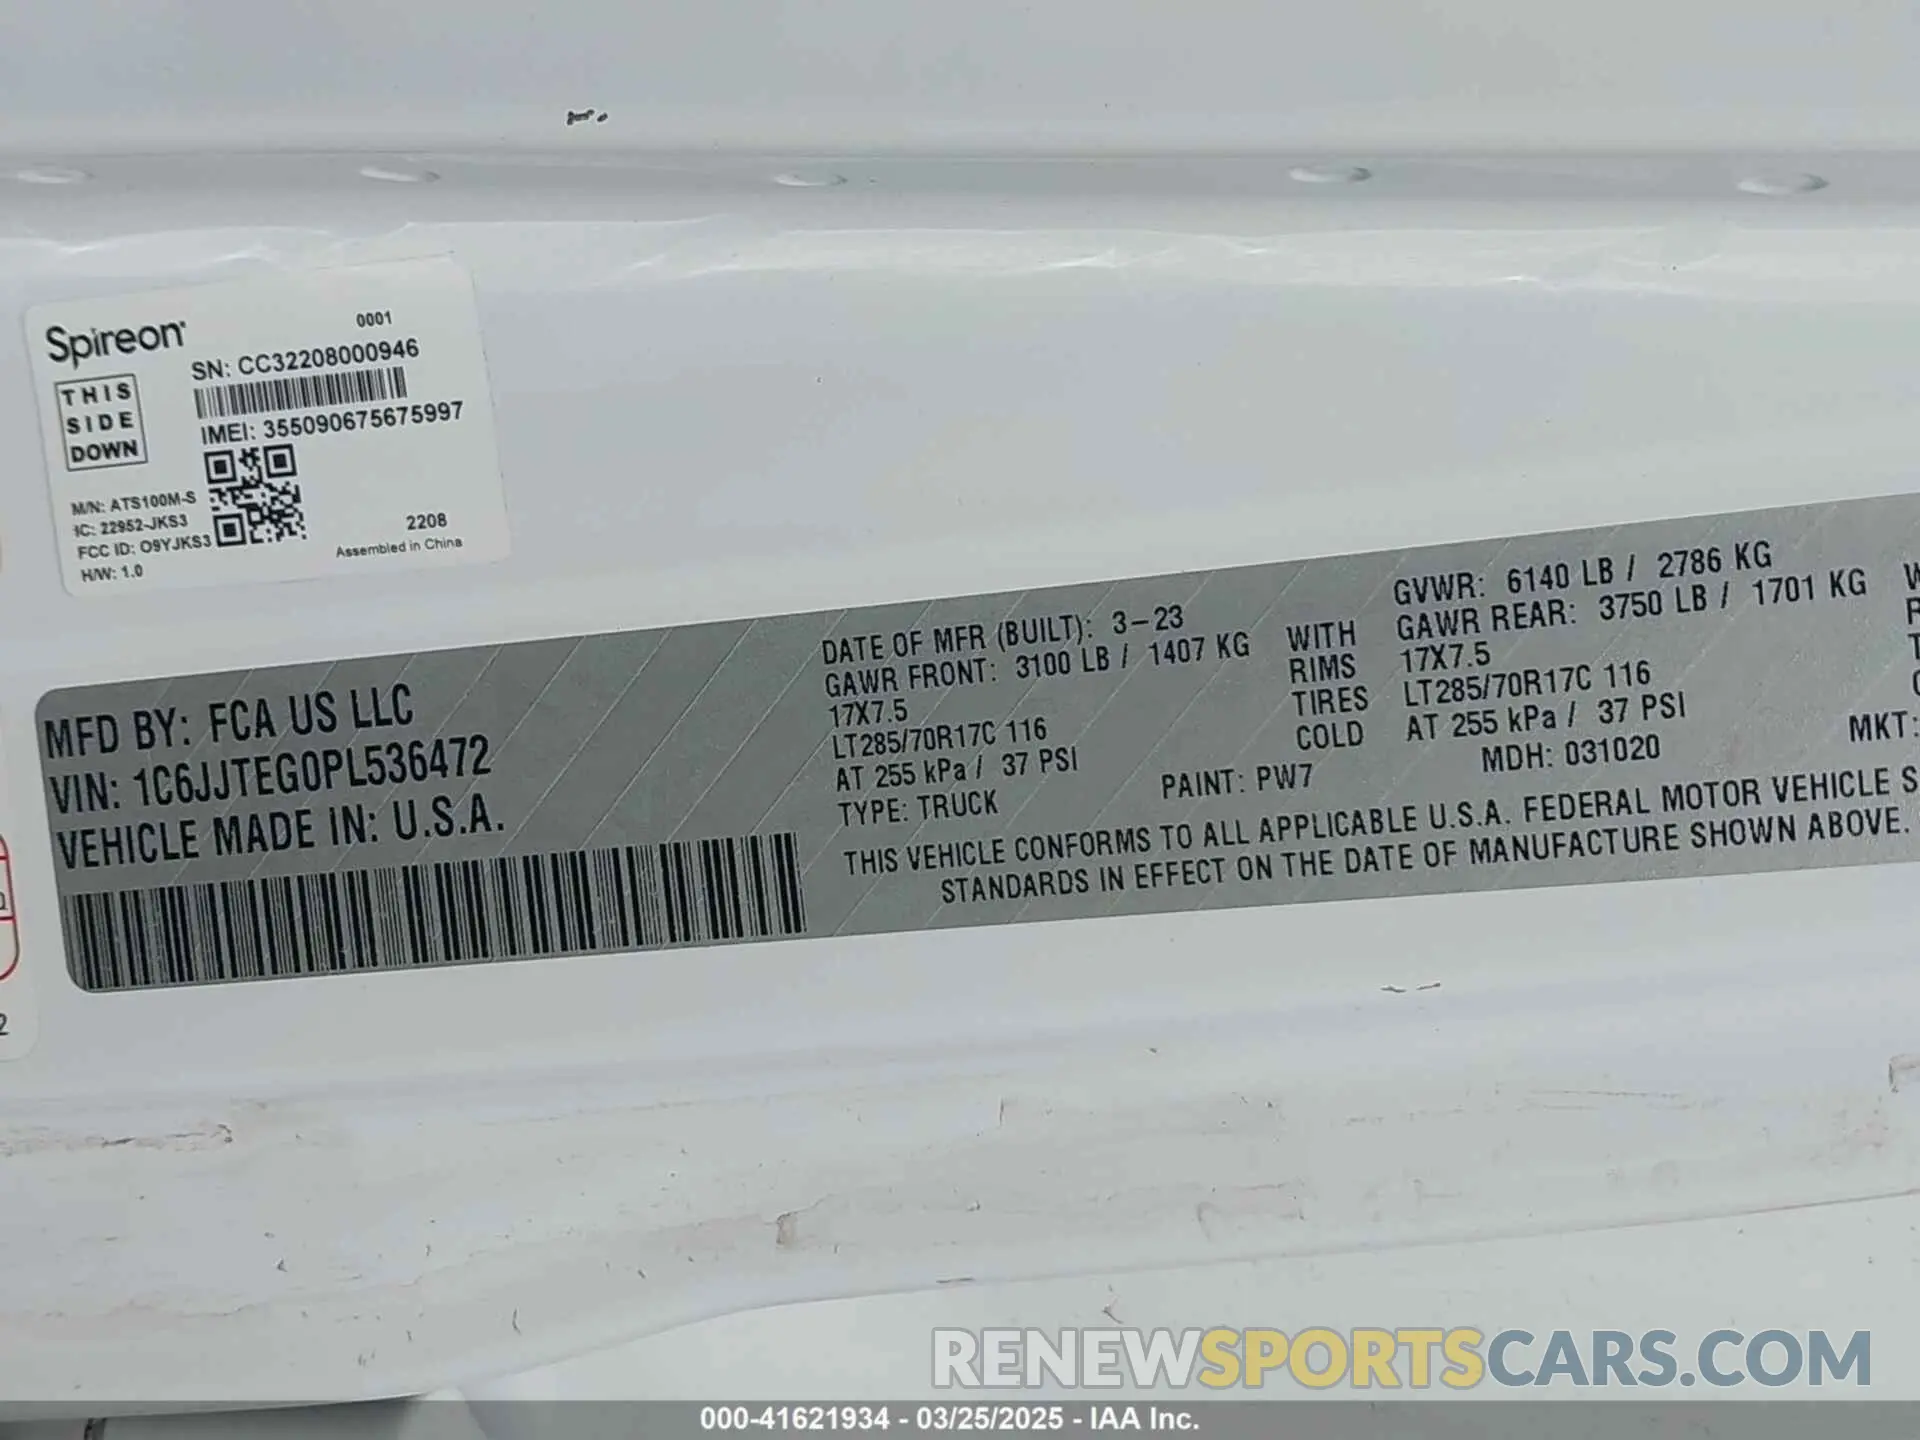 Spireon
0001
SN: CC32208000946
THIS
SIDE
DOWN
IMEI: 355090675675997
M/N: ATS100M-S
IC: 22952-JKS3
FCC ID: O9YJKS3
H/W: 1.0
2208
Assembled in China
MFD BY: FCA US LLC
VIN: 1C6JJTEG0PL536472
VEHICLE MADE IN: U.S.A.
DATE OF MFR (BUILT): 3-23 GVWR: 6140 LB / 2786 KG
GAWR FRONT: 3100 LB / 1407 KG WITH GAWR REAR: 3750 LB / 1701 KG
17X7.5 RIMS 17X7.5
LT285/70R17C 116 TIRES LT285/70R17C 116
AT 255 kPa / 37 PSI COLD AT 255 kPa / 37 PSI
TYPE: TRUCK PAINT: PW7 MDH: 031020 MKT:
THIS VEHICLE CONFORMS TO ALL APPLICABLE U.S.A. FEDERAL MOTOR VEHICLE S
STANDARDS IN EFFECT ON THE DATE OF MANUFACTURE SHOWN ABOVE.
2
RENEWSPORTSCARS.COM
000-41621934 - 03/25/2025 - IAA Inc.